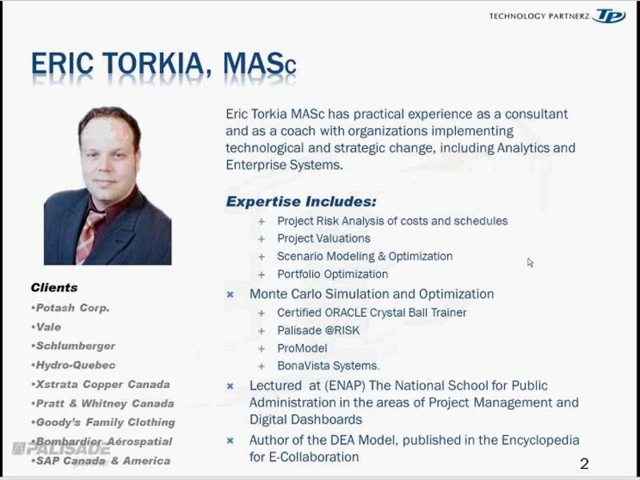 TECHNOLOGY PARTNERZ TP
ERIC TORKIA, MASc
Eric Torkia MASc has practical experience as a consultant
and as a coach with organizations implementing
technological and strategic change, including Analytics and
Enterprise Systems.
Expertise Includes:
+ Project Risk Analysis of costs and schedules
+ Project Valuations
+ Scenario Modeling & Optimization
+ Portfolio Optimization
× Monte Carlo Simulation and Optimization
+ Certified ORACLE Crystal Ball Trainer
+ Palisade @RISK
+ ProModel
+ BonaVista Systems.
× Lectured at (ENAP) The National School for Public
Administration in the areas of Project Management and
Digital Dashboards
× Author of the DEA Model, published in the Encyclopedia
for E-Collaboration
Clients
•Potash Corp.
•Vale
•Schlumberger
•Hydro-Quebec
•Xstrata Copper Canada
•Pratt & Whitney Canada
•Goody's Family Clothing
•Bombardier Aérospatial
•SAP Canada & America
PALISADE
2